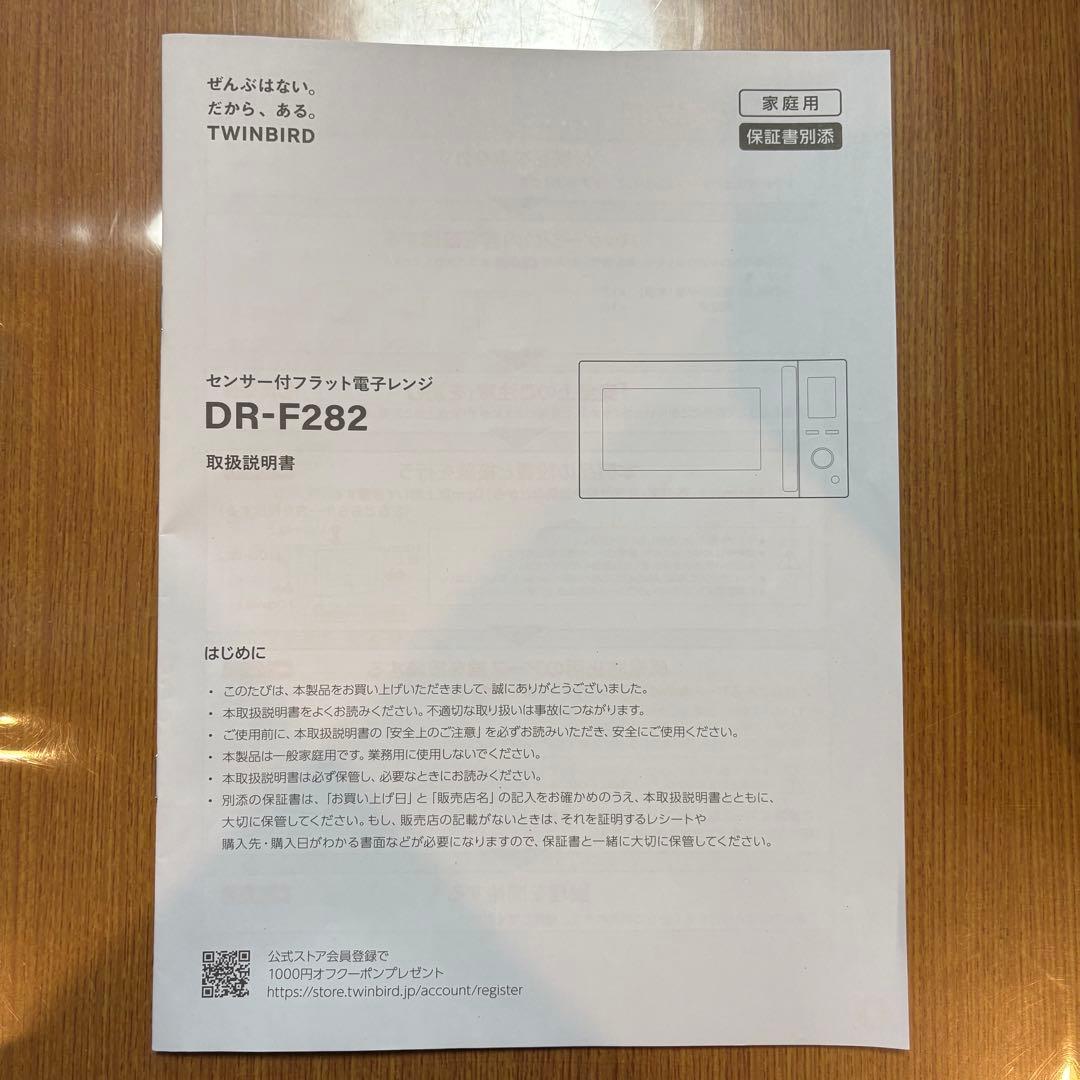 ぜんぶはない。
だから、ある。
TWINBIRD
家庭用
保証書別添
センサー付フラット電子レンジ
DR-F282
取扱説明書
はじめに
・ このたびは、本製品をお買い上げいただきまして、誠にありがとうございました。
・ 本取扱説明書をよくお読みください。不適切な取り扱いは事故につながります。
・ ご使用前に、本取扱説明書の「安全上のご注意」を必ずお読みいただき、安全にご使用ください。
・ 本製品は一般家庭用です。業務用に使用しないでください。
・ 本取扱説明書は必ず保管し、必要なときにお読みください。
・ 別添の保証書は、「お買い上げ日」と「販売店名」の記入をお確かめのうえ、本取扱説明書とともに、
大切に保管してください。もし、販売店の記載がないときは、それを証明するレシートや
購入先・購入日がわかる書面などが必要になりますので、保証書と一緒に大切に保管してください。
公式ストア会員登録で
1000円オフクーポンプレゼント
https://store.twinbird.jp/account/register